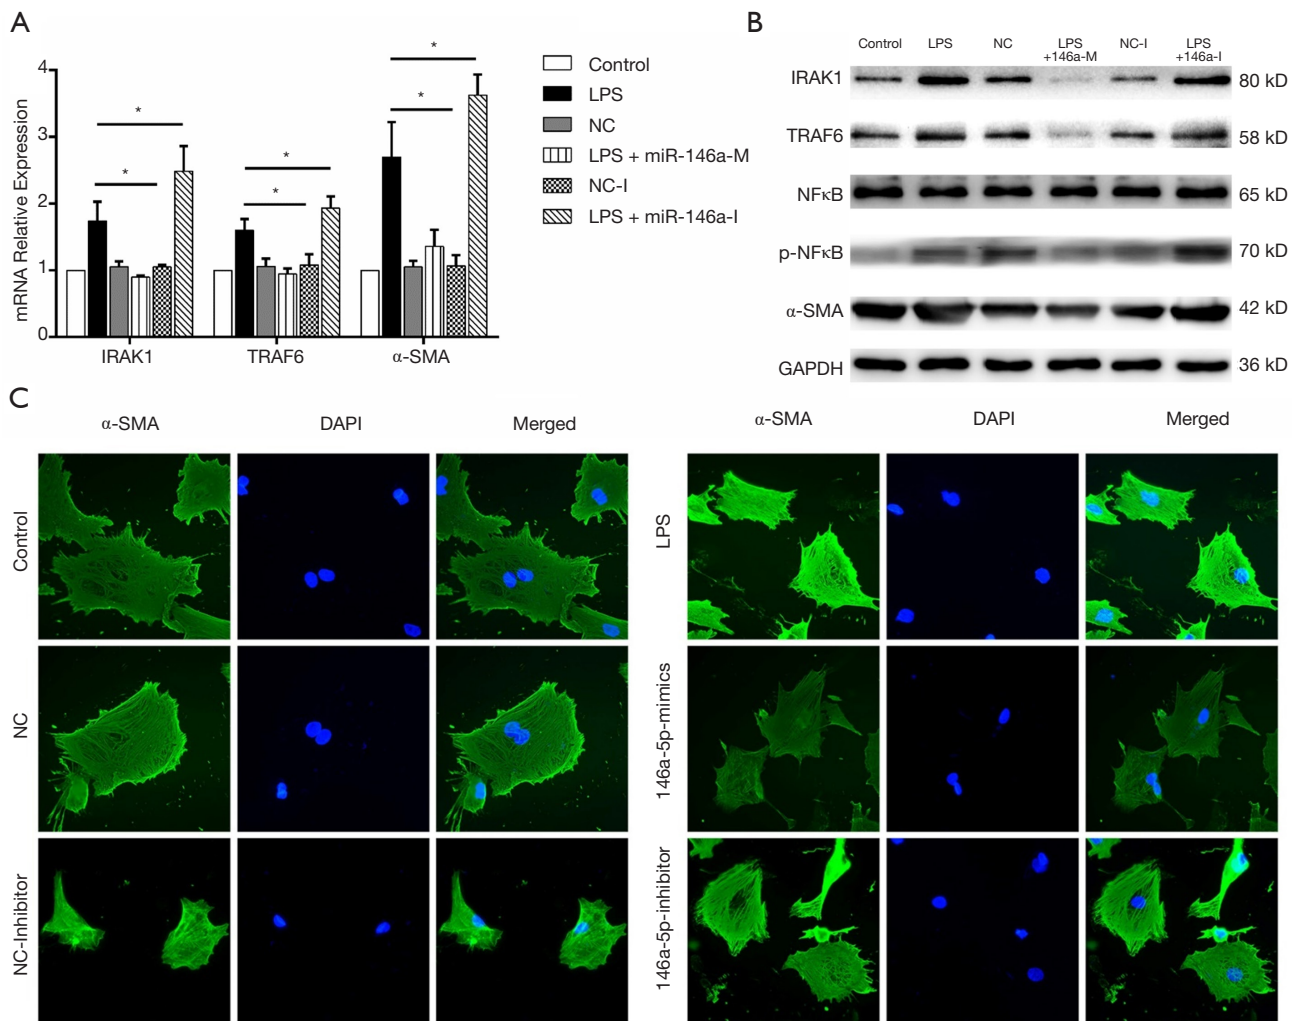 A
mRNA Relative Expression
4
3
2
1
0
*
*
*
*
*
*
IRAK1
TRAF6
α-SMA
Control
LPS
NC
LPS + miR-146a-M
NC-I
LPS + miR-146a-I
B
Control LPS NC LPS +146a-M NC-I LPS +146a-I
IRAK1 80 kD
TRAF6 58 kD
NFκB 65 kD
p-NFκB 70 kD
α-SMA 42 kD
GAPDH 36 kD
C
α-SMA DAPI Merged
Control
NC
NC-Inhibitor
α-SMA DAPI Merged
LPS
146a-5p-mimics
146a-5p-inhibitor